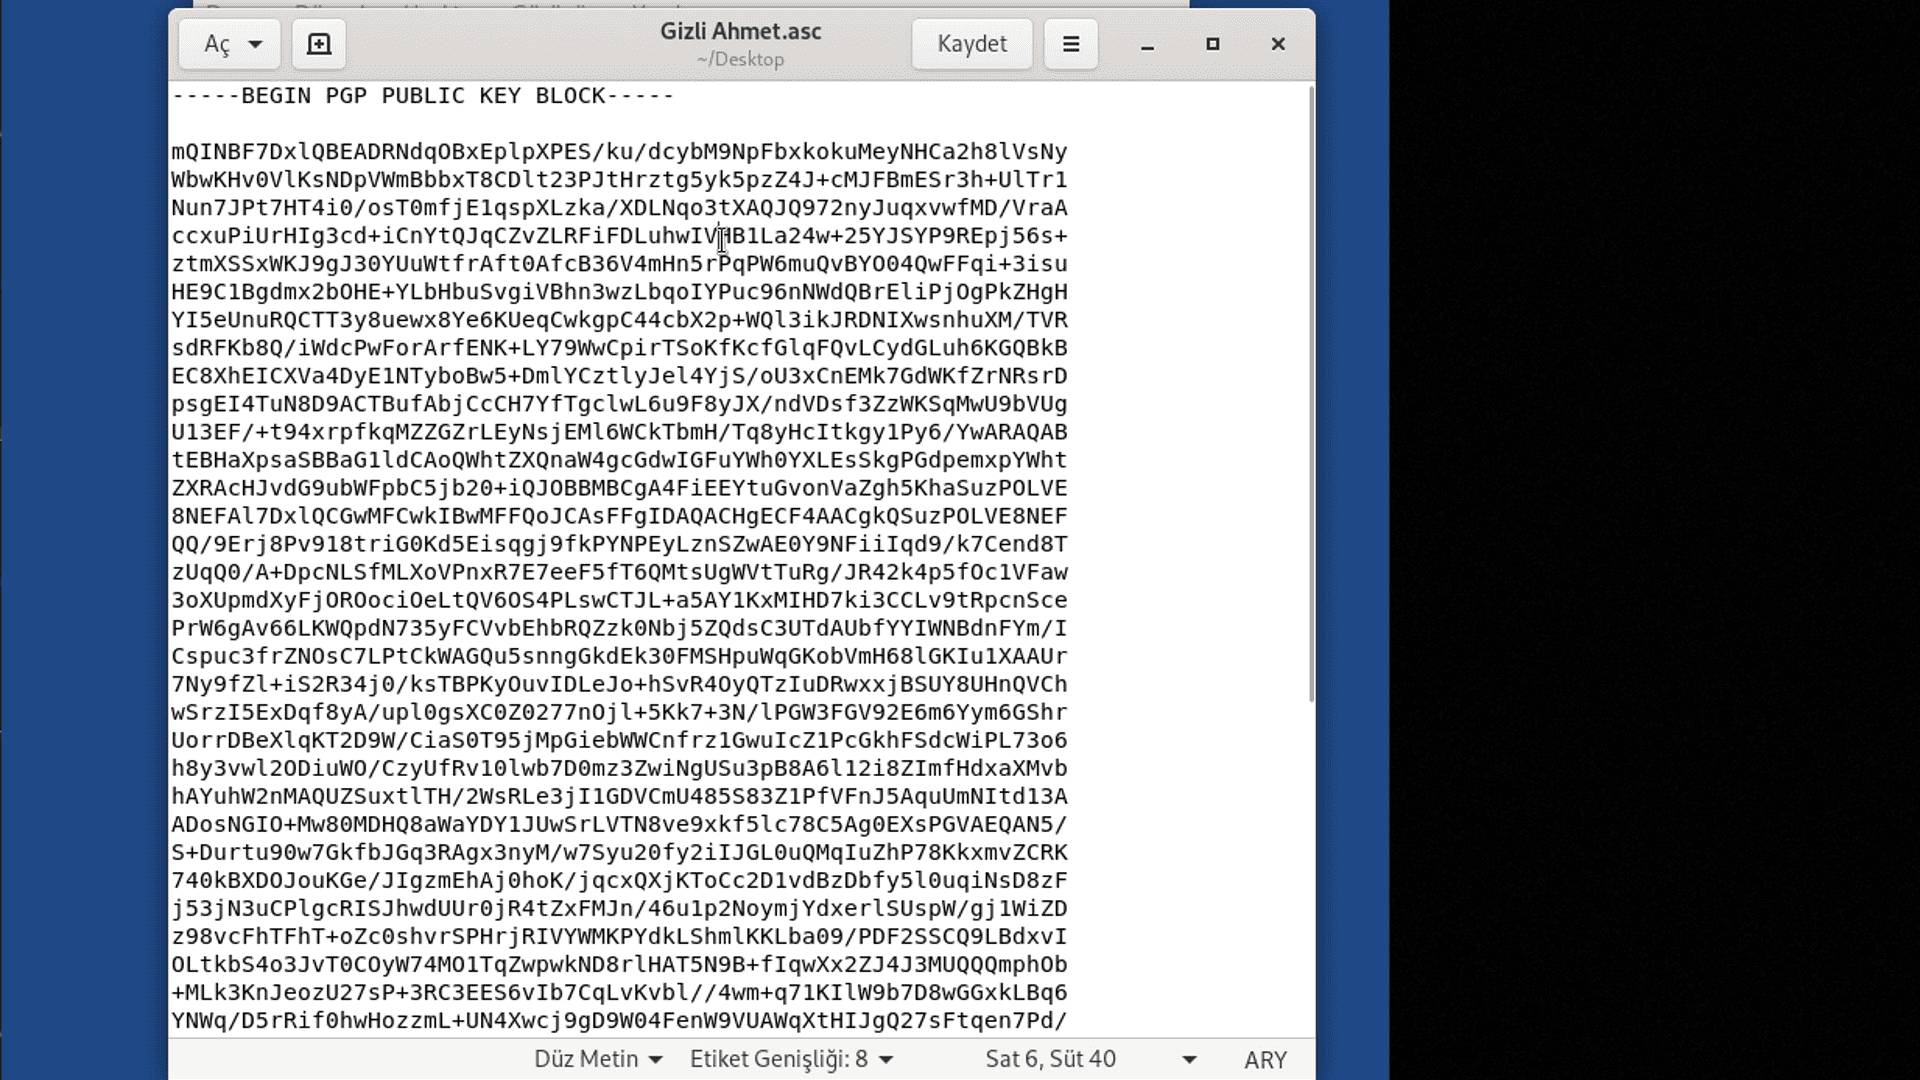 Aç
Gizli Ahmet.asc
~/Desktop
Kaydet
-----BEGIN PGP PUBLIC KEY BLOCK-----
mQINBF7DxlQBEADRNdqOBxEplpXPES/ku/dcybM9NpFbxkokuMeyNHCa2h8lVsNy
WbwKHv0VlKsNDpVWmBbbxT8CDlt23PJtHrztg5yk5pzZ4J+cMJFBmESr3h+UlTr1
Nun7JPt7HT4i0/osT0mfjE1qspXLzka/XDLNqo3tXAQJQ972nyJuqxvwfMD/VraA
ccxuPiUrHIg3cd+iCnYtQJqCZvZLRFiFDLuhwIVHB1La24w+25YJSYP9REpj56s+
ztmXSSxWKJ9gJ30YUuWtfrAft0AfcB36V4mHn5rPqPW6muQvBYO04QwFFqi+3isu
HE9C1Bgdmx2bOHE+YLbHbuSvgiVBhn3wzLbqoIYPuc96nNWdQBrEliPjOgPkZHgH
YI5eUnuRQCTT3y8uewx8Ye6KUeqCwkgpC44cbX2p+WQl3ikJRDNIXwsnhuXM/TVR
sdRFKb8Q/iWdcPwForArfENK+LY79WwCpirTSoKfKcfGlqFQvLCydGLuh6KGQBkB
EC8XhEICXVa4DyE1NTyboBw5+DmlYCztlyJel4YjS/oU3xCnEMk7GdWKfZrNRsrD
psgEI4TuN8D9ACTBufAbjCcCH7YfTgclwL6u9F8yJX/ndVDsf3ZzWKSqMwU9bVUg
U13EF/+t94xrpfkqMZZGZrLEyNsjEMl6WCkTbmH/Tq8yHcItkgy1Py6/YwARAQAB
tEBHaXpsaSBBaG1ldCAoQWhtZXQnaW4gcGdwIGFuYWh0YXLEsSkgPGdpemxpYWht
ZXRAcHJvdG9ubWFpbC5jb20+iQJOBBMBCgA4FiEEYtuGvonVaZgh5KhaSuzPOLVE
8NEFAl7DxlQCGwMFCwkIBwMFFQoJCAsFFgIDAQACHgECF4AACgkQSuzPOLVE8NEF
QQ/9Erj8Pv918triG0Kd5Eisqgj9fkPYNPEyLznSZwAE0Y9NFiiIqd9/k7Cend8T
zUqQ0/A+DpcNLSfMLXoVPnxR7E7eeF5fT6QMtsUgWVtTuRg/JR42k4p5fOc1VFaw
3oXUpmdXyFjOROociOeLtQV6OS4PLswCTJL+a5AY1KxMIHD7ki3CCLv9tRpcnSce
PrW6gAv66LKWQpdN735yFCVvbEhbRQZzk0Nbj5ZQdsC3UTdAUbfYYIWNBdnFYm/I
Cspuc3frZNOsC7LPtCkWAGQu5snngGkdEk30FMSHpuWqGKobVmH68lGKIu1XAAUr
7Ny9fZl+iS2R34j0/ksTBPKyOuvIDLeJo+hSvR4OyQTzIuDRwxxjBSUY8UHnQVCh
wSrzI5ExDqf8yA/upl0gsXC0Z0277nOjl+5Kk7+3N/lPGW3FGV92E6m6Yym6GShr
UorrDBeXlqKT2D9W/CiaS0T95jMpGiebWWCnfrz1GwuIcZ1PcGkhFSdcWiPL73o6
h8y3vwl2ODiuWO/CzyUfRv10lwb7D0mz3ZwiNgUSu3pB8A6l12i8ZImfHdxaXMvb
hAYuhW2nMAQUZSuxtlTH/2WsRLe3jI1GDVCmU485S83Z1PfVFnJ5AquUmNItd13A
ADosNGIO+Mw80MDHQ8aWaYDY1JUwSrLVTN8ve9xkf5lc78C5Ag0EXsPGVAEQAN5/
S+Durtu90w7GkfbJGq3RAgx3nyM/w7Syu20fy2iIJGL0uQMqIuZhP78KkxmvZCRK
740kBXDOJouKGe/JIgzmEhAj0hoK/jqcxQXjKToCc2D1vdBzDbfy5l0uqiNsD8zF
j53jN3uCPlgcRISJhwdUUr0jR4tZxFMJn/46u1p2NoymjYdxerlSUspW/gj1WiZD
z98vcFhTFhT+oZc0shvrSPHrjRIVYWMKPYdkLShmlKKLba09/PDF2SSCQ9LBdxvI
OLtkbS4o3JvT0COyW74MO1TqZwpwkND8rlHAT5N9B+fIqwXx2ZJ4J3MUQQQmphOb
+MLk3KnJeozU27sP+3RC3EES6vIb7CqLvKvbl//4wm+q71KIlW9b7D8wGGxkLBq6
YNWq/D5rRif0hwHozzmL+UN4Xwcj9gD9W04FenW9VUAWqXtHIJgQ27sFtqen7Pd/
Düz Metin
Etiket Genişliği: 8
Sat 6, Süt 40
ARY